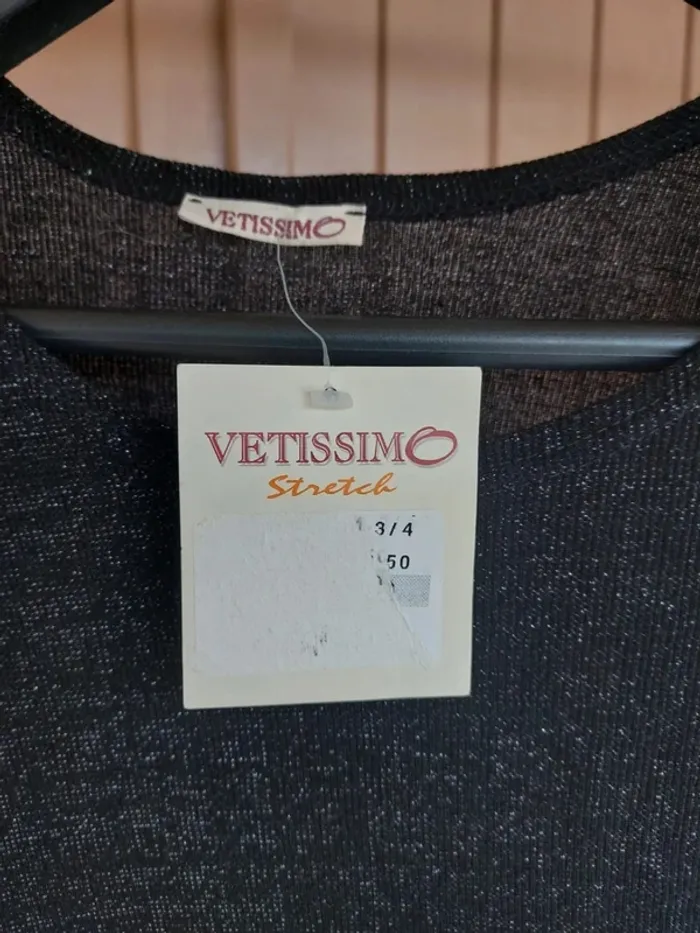 VETISSIMO
VETISSIMO
Stretch
3/4
50